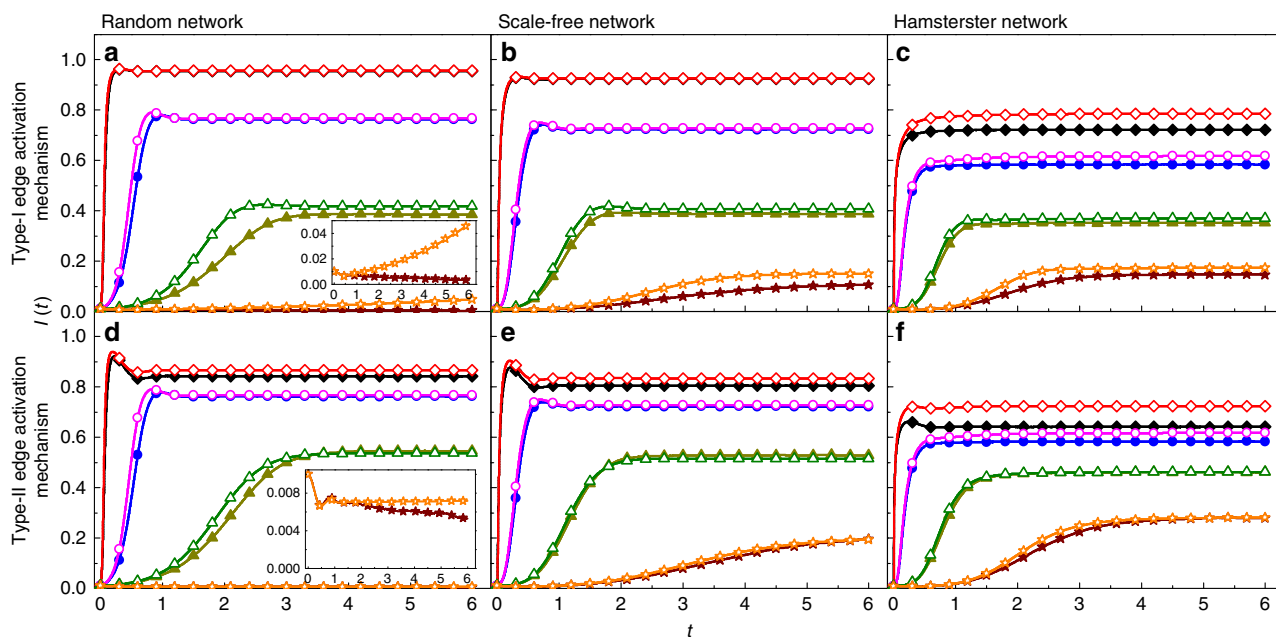 Random network
Scale-free network
Hamsterster network
Type-I edge activation
mechanism
Type-II edge activation
mechanism
I (t)
a
1.0
0.8
0.6
0.4
0.2
0.0
0.04
0.02
0.00
0 1 2 3 4 5 6
b
c
d
1.0
0.8
0.6
0.4
0.2
0.0
0.008
0.004
0.000
0 1 2 3 4 5 6
e
f
0 1 2 3 4 5 6
0 1 2 3 4 5 6
0 1 2 3 4 5 6
t